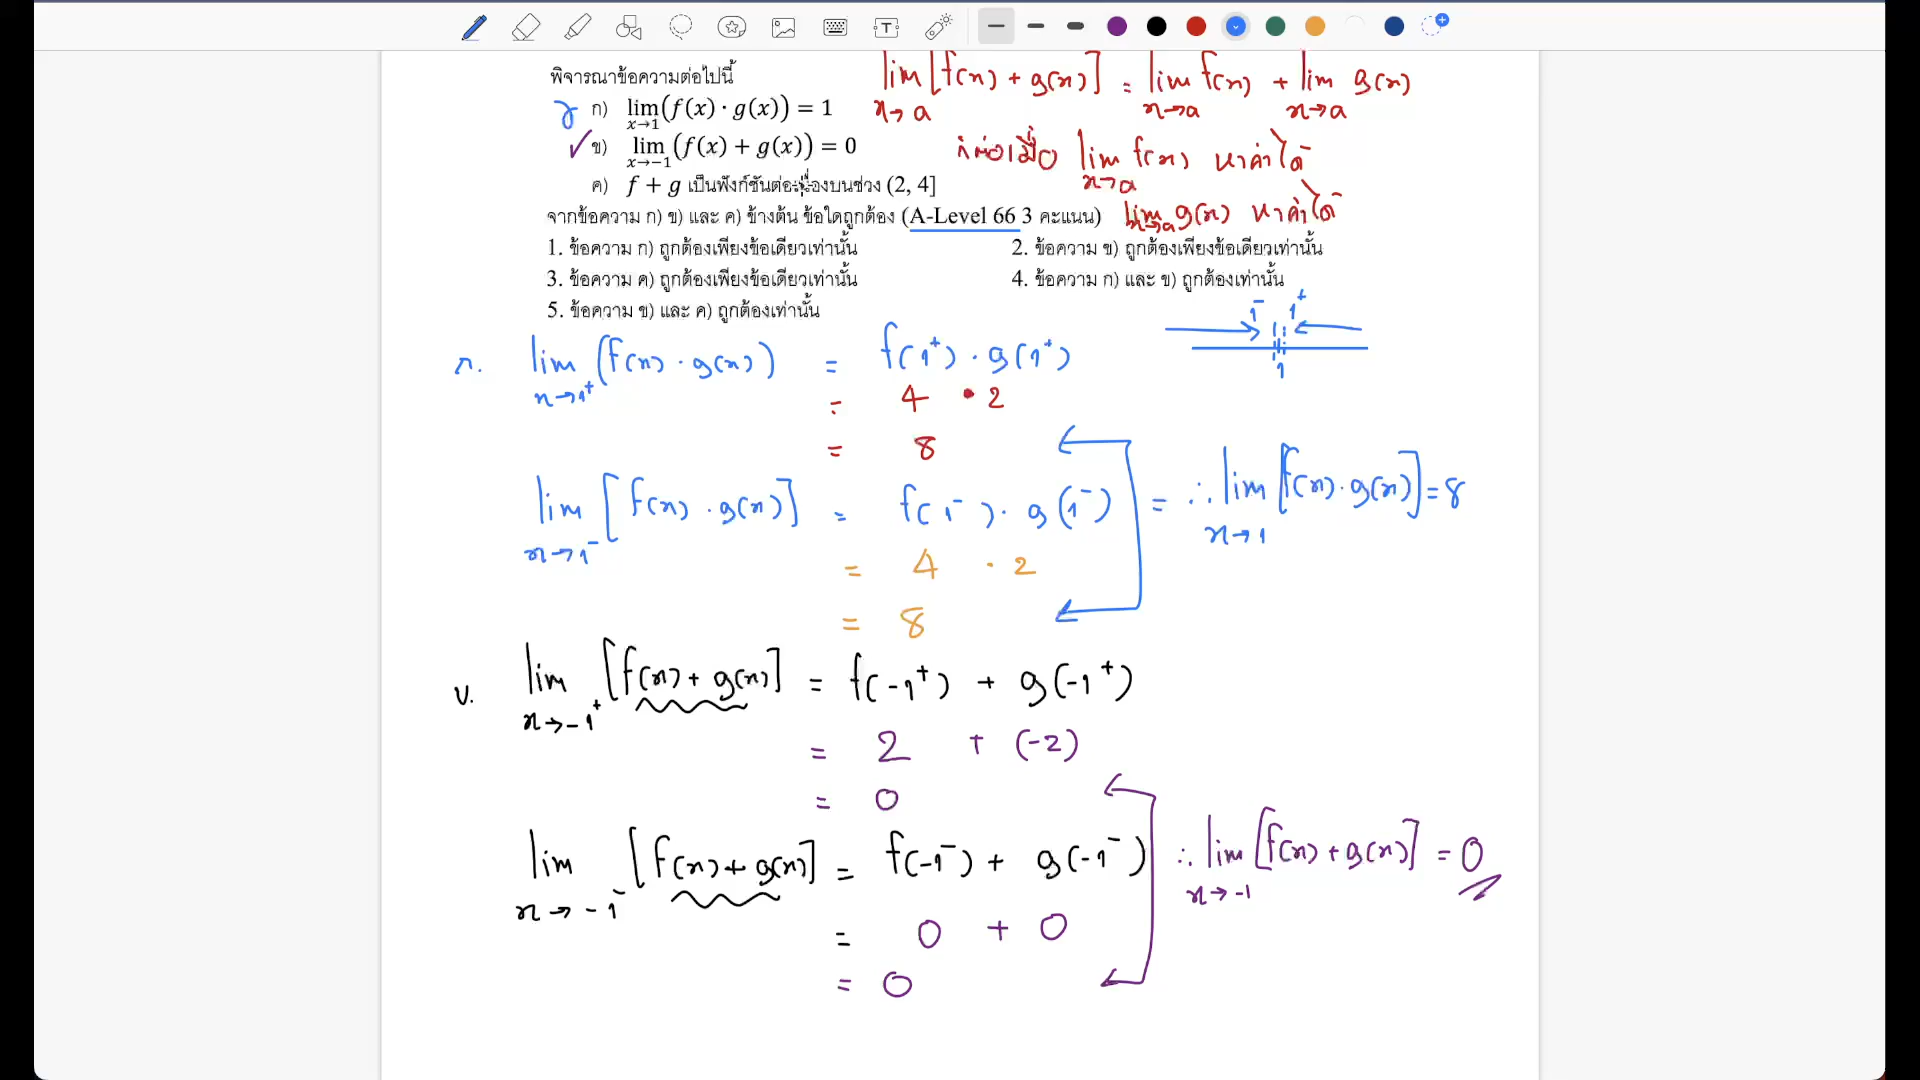 พิจารณาข้อความต่อไปนี้
lim [f(x) + g(x)] = lim f(x) + lim g(x)
x→a x→a x→a
ก) lim(f(x) · g(x)) = 1
x→1
ข) lim (f(x) + g(x)) = 0
x→−1
ก็ต่อเมื่อ lim f(x) หาค่าได้
x→a
ค) f + g เป็นฟังก์ชันต่อเนื่องบนช่วง (2, 4]
จากข้อความ ก) ข) และ ค) ข้างต้น ข้อใดถูกต้อง (A-Level 66 3 คะแนน)
lim g(x) หาค่าได้
x→a
1. ข้อความ ก) ถูกต้องเพียงข้อเดียวเท่านั้น
2. ข้อความ ข) ถูกต้องเพียงข้อเดียวเท่านั้น
3. ข้อความ ค) ถูกต้องเพียงข้อเดียวเท่านั้น
4. ข้อความ ก) และ ข) ถูกต้องเท่านั้น
5. ข้อความ ข) และ ค) ถูกต้องเท่านั้น
1⁻ 1⁺
1
ก. lim (f(x) · g(x)) = f(1⁺) · g(1⁺)
x→1⁺
= 4 • 2
= 8
lim [f(x) · g(x)] = f(1⁻) · g(1⁻) = ∴ lim [f(x) · g(x)] = 8
x→1⁻ x→1
= 4 · 2
= 8
ข. lim [f(x) + g(x)] = f(-1⁺) + g(-1⁺)
x→-1⁺
= 2 + (-2)
= 0
lim [f(x) + g(x)] = f(-1⁻) + g(-1⁻) ∴ lim [f(x) + g(x)] = 0
x→-1⁻ x→-1
= 0 + 0
= 0